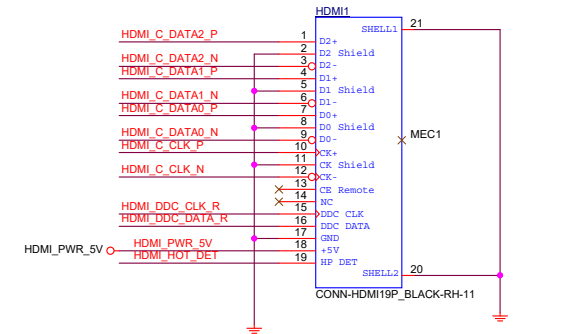 HDMI1
SHELL1 21
HDMI_C_DATA2_P 1 D2+
2 D2 Shield
HDMI_C_DATA2_N 3 D2-
HDMI_C_DATA1_P 4 D1+
5 D1 Shield
HDMI_C_DATA1_N 6 D1-
HDMI_C_DATA0_P 7 D0+
8 D0 Shield
HDMI_C_DATA0_N 9 D0-
MEC1
HDMI_C_CLK_P 10 CK+
11 CK Shield
HDMI_C_CLK_N 12 CK-
13 CE Remote
14 NC
HDMI_DDC_CLK_R 15 DDC CLK
HDMI_DDC_DATA_R 16 DDC DATA
17 GND
HDMI_PWR_5V HDMI_PWR_5V 18 +5V
HDMI_HOT_DET 19 HP DET
SHELL2 20
CONN-HDMI19P_BLACK-RH-11